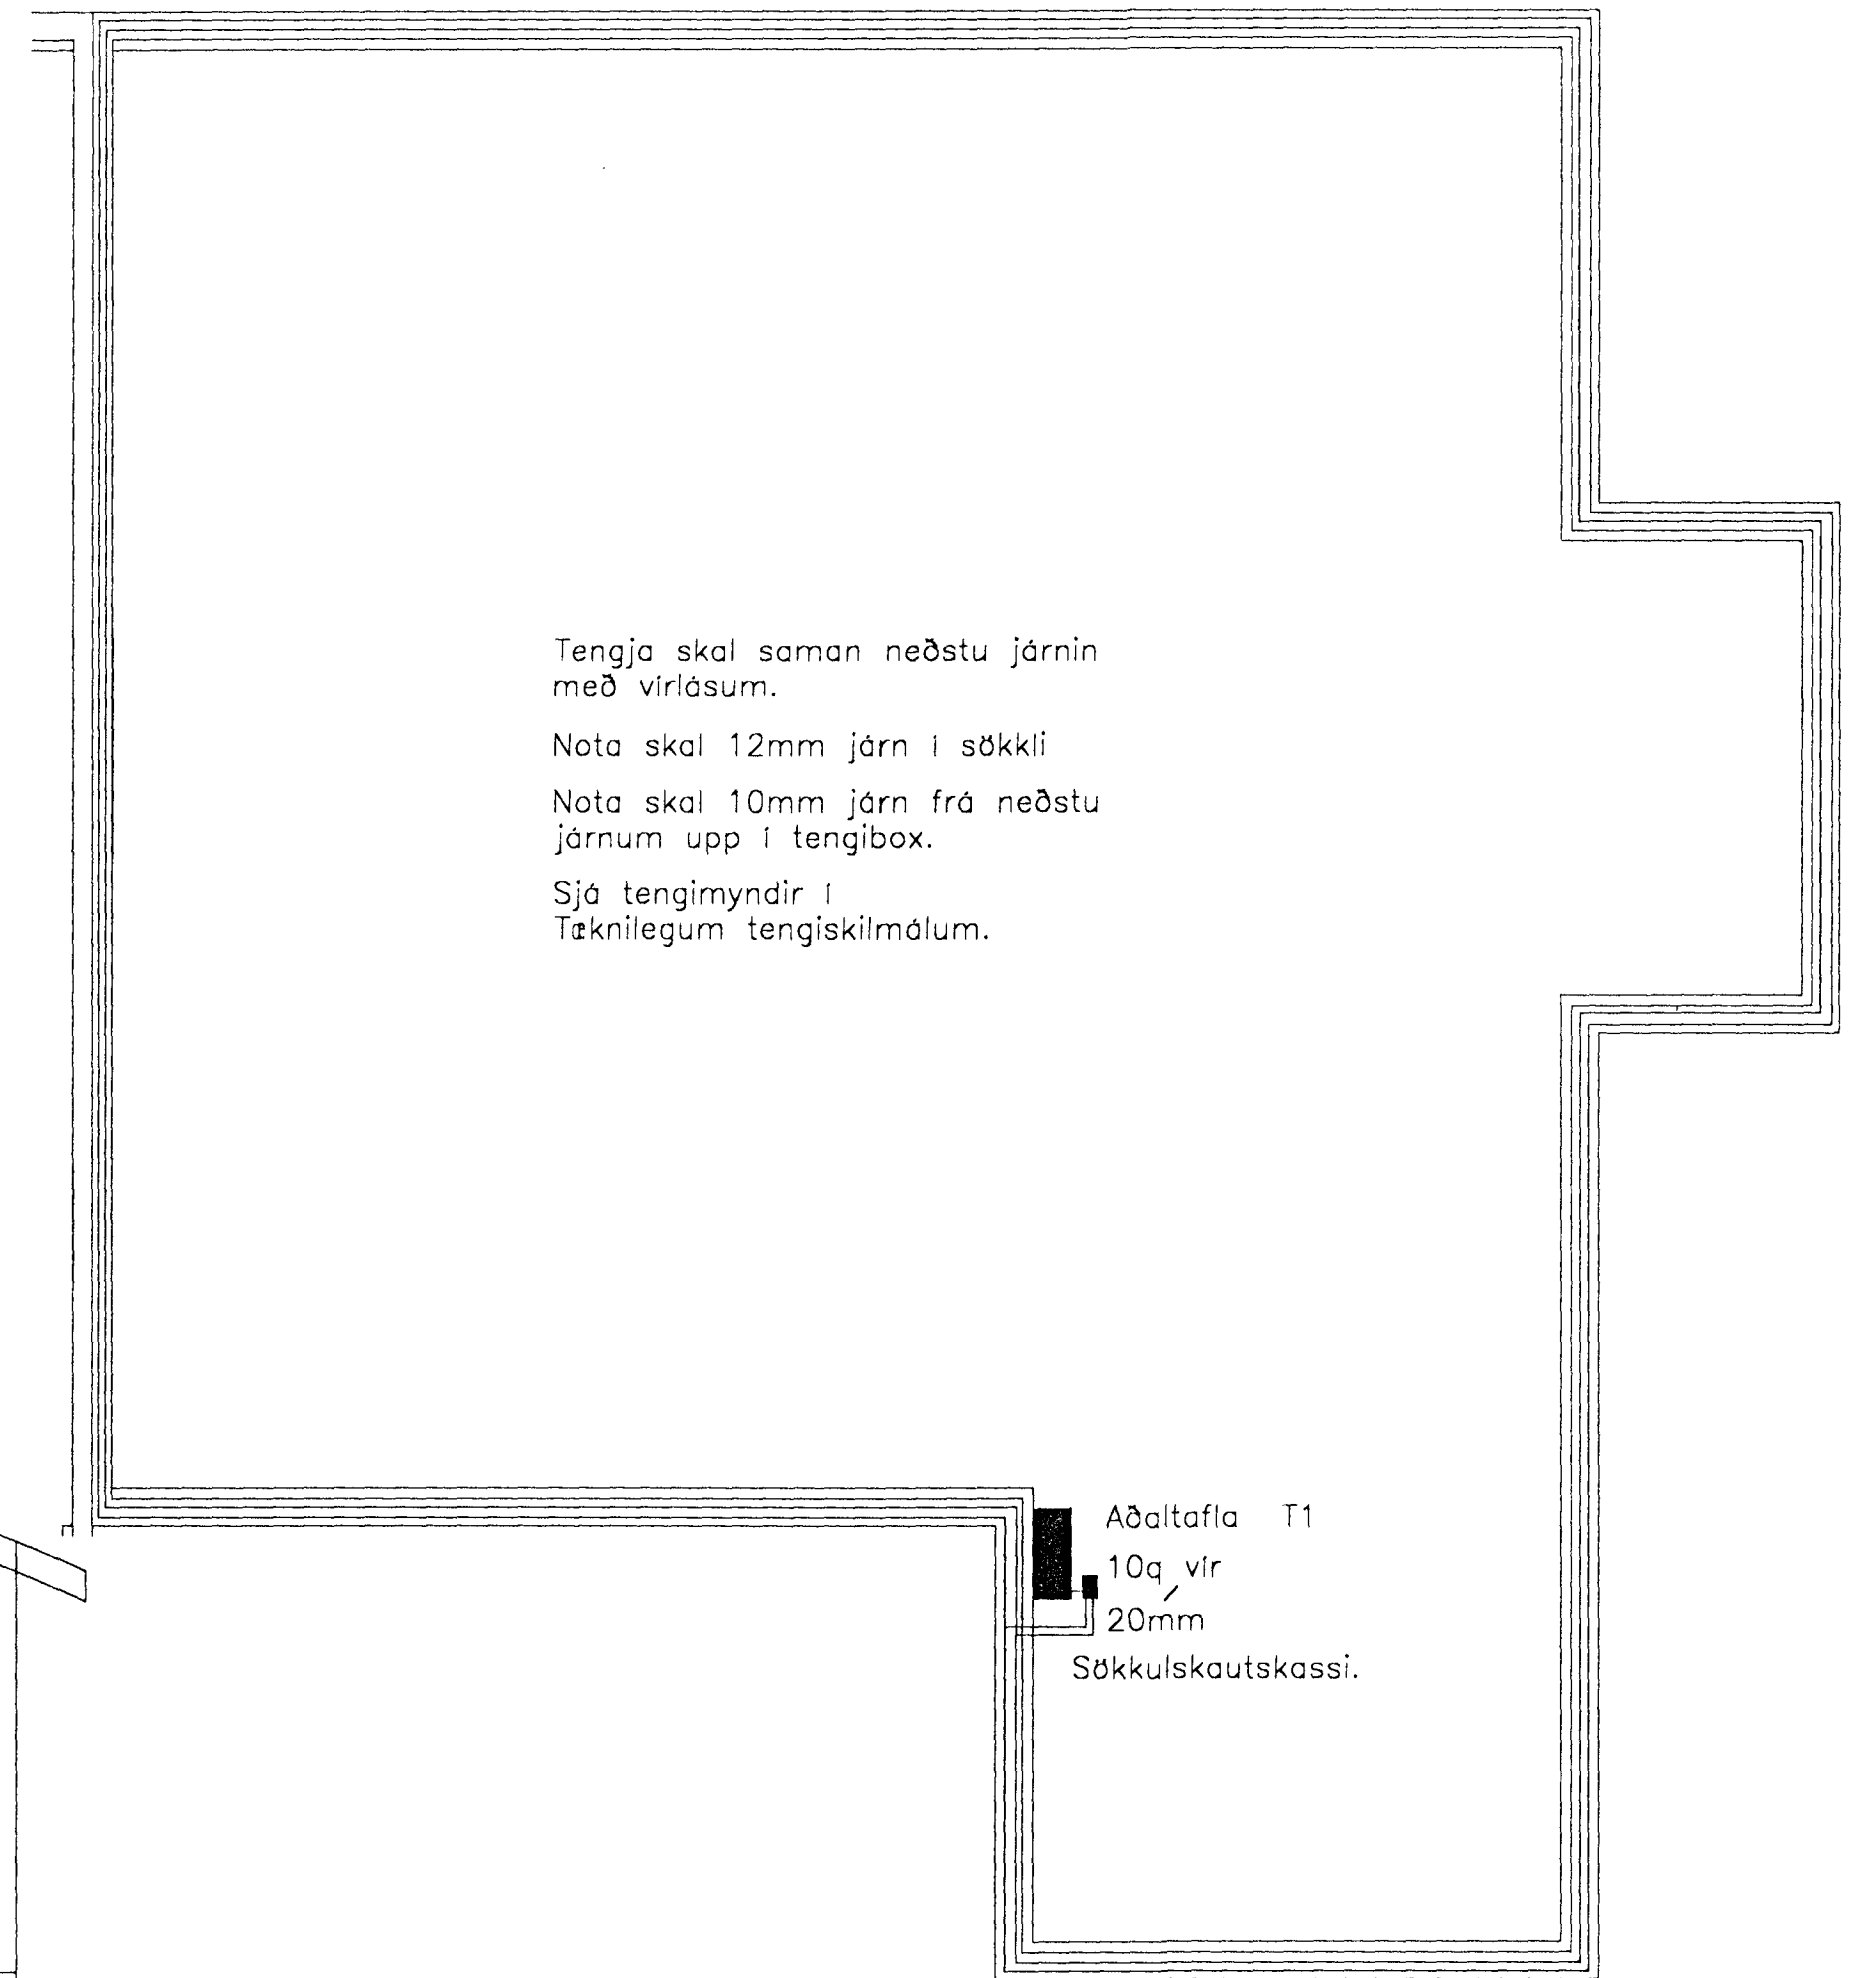 Tengja skal saman neðstu járnin
með vírlásum.
Nota skal 12mm járn í sökkli
Nota skal 10mm járn frá neðstu
járnum upp í tengibox.
Sjá tengimyndir í
Tæknilegum tengiskilmálum.
Aðaltafla T1
10q vír
20mm
Sökkulskautskassi.